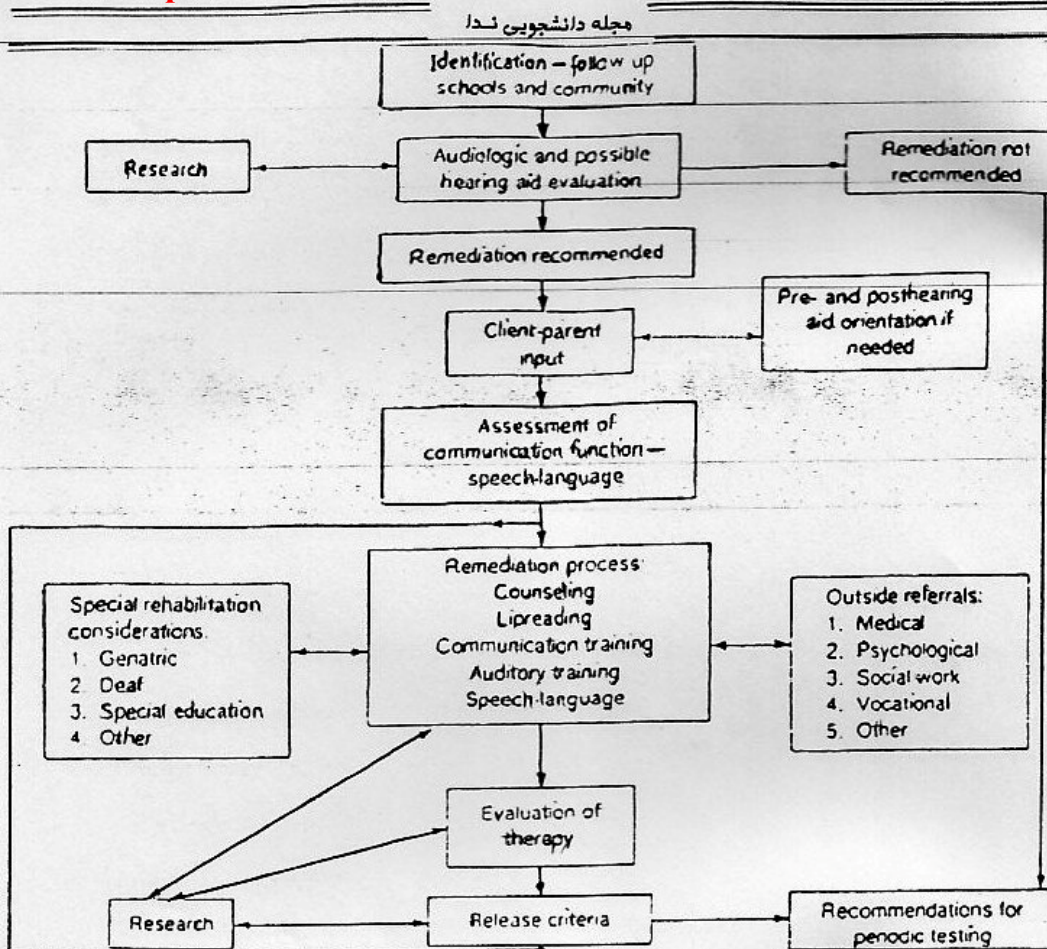 مجله دانشجویی ندا
Identification – follow up
schools and community
Research
Audiologic and possible
hearing aid evaluation
Remediation not
recommended
Remediation recommended
Client-parent
input
Pre- and posthearing
aid orientation if
needed
Assessment of
communication function —
speech-language
Special rehabilitation
considerations.
1. Geriatric
2. Deaf
3. Special education
4. Other
Remediation process:
Counseling
Lipreading
Communication training
Auditory training
Speech-language
Outside referrals:
1. Medical
2. Psychological
3. Social work
4. Vocational
5. Other
Evaluation of
therapy
Research
Release criteria
Recommendations for
periodic testing